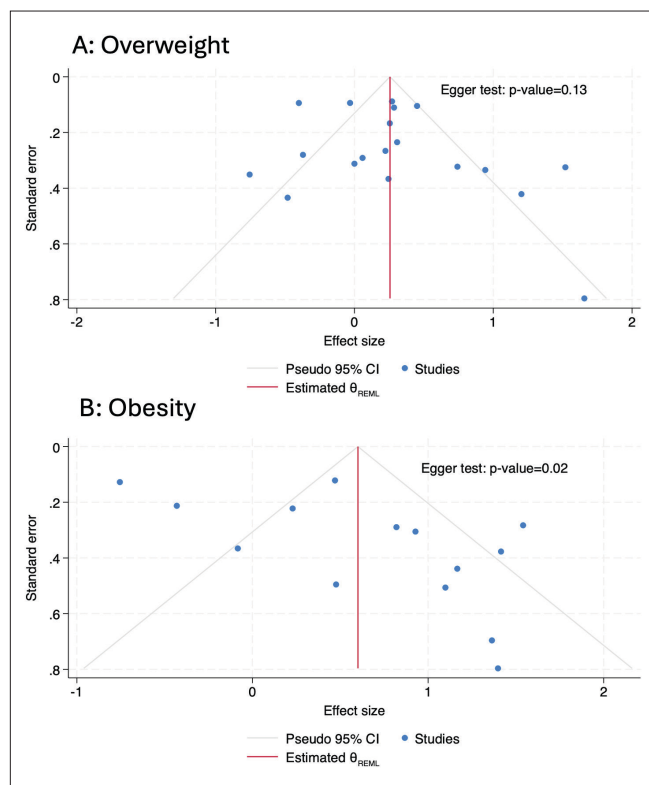 A: Overweight
Egger test: p-value=0.13
0
.2
.4
.6
.8
Standard error
-2
-1
0
1
2
Effect size
Pseudo 95% CI
Studies
Estimated θREML
B: Obesity
Egger test: p-value=0.02
0
.2
.4
.6
.8
Standard error
-1
0
1
2
Effect size
Pseudo 95% CI
Studies
Estimated θREML